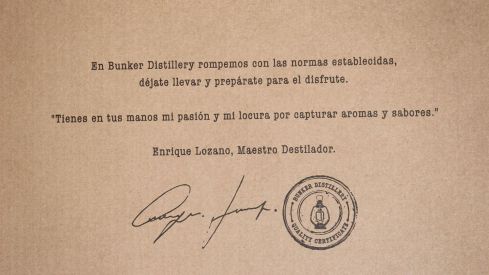 En Bunker Distillery rompemos con las normas establecidas,
déjate llevar y prepárate para el disfrute.
"Tienes en tus manos mi pasión y mi locura por capturar aromas y sabores."
Enrique Lozano, Maestro Destilador.
BUNKER DISTILLERY
QUALITY CERTIFICATE